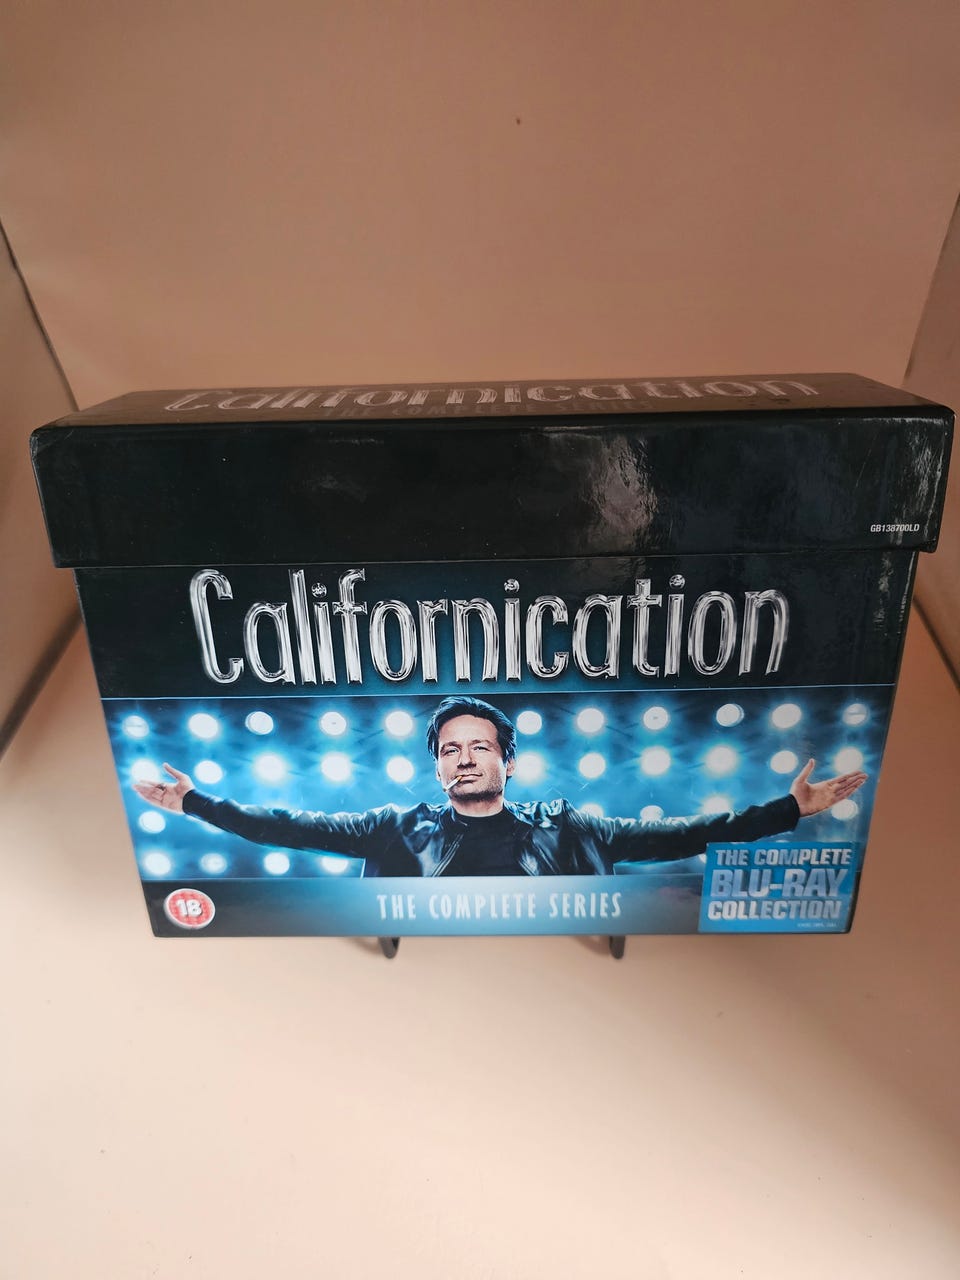 Californication
THE COMPLETE SERIES
GB138700LD
Californication
THE COMPLETE
BLU-RAY
COLLECTION
18
THE COMPLETE SERIES